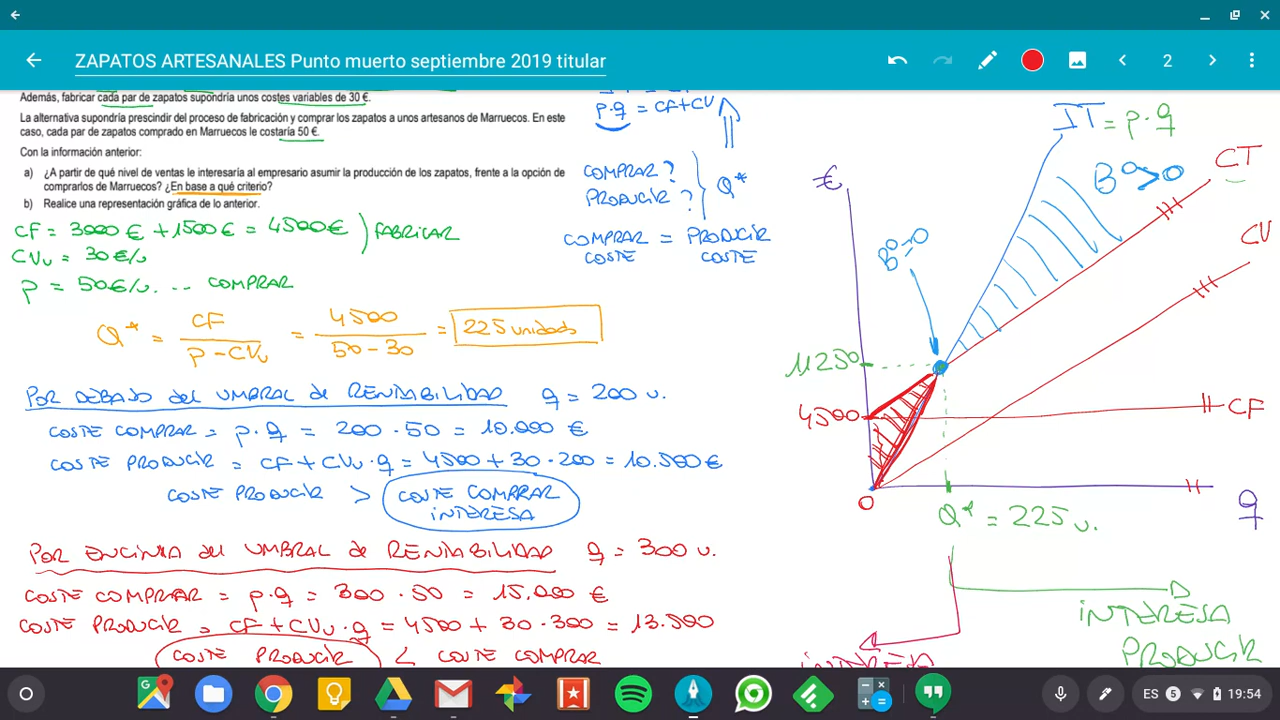 ZAPATOS ARTESANALES Punto muerto septiembre 2019 titular
2
Además, fabricar cada par de zapatos supondría unos costes variables de 30 €.
La alternativa supondría prescindir del proceso de fabricación y comprar los zapatos a unos artesanos de Marruecos. En este
caso, cada par de zapatos comprado en Marruecos le costaría 50 €.
Con la información anterior:
a) ¿A partir de qué nivel de ventas le interesaría al empresario asumir la producción de los zapatos, frente a la opción de
comprarlos de Marruecos? ¿En base a qué criterio?
b) Realice una representación gráfica de lo anterior.
CF = 3000 € + 1500 € = 4500 € ) FABRICAR
CVu = 30 €/u
p = 50 €/u. ... COMPRAR
Q* = CF / p - CVu = 4500 / 50 - 30 = 225 unidades
POR DEBAJO del UMBRAL de RENTABILIDAD q = 200 u.
COSTE COMPRAR = p·q = 200 · 50 = 10.000 €
COSTE PRODUCIR = CF + CVu · q = 4500 + 30 · 200 = 10.500 €
COSTE PRODUCIR > COSTE COMPRAR
INTERESA
POR ENCIMA del UMBRAL de RENTABILIDAD q = 300 u.
COSTE COMPRAR = p·q = 300 · 50 = 15.000 €
COSTE PRODUCIR = CF + CVu · q = 4500 + 30 · 300 = 13.500
COSTE PRODUCIR < COSTE COMPRAR
p·q = CF + CV
COMPRAR?
PRODUCIR?
Q*
COMPRAR = PRODUCIR
COSTE COSTE
IT = p·q
CT
Bº>0
€
CV
Bº=0
11250
4500
CF
0
q
Q* = 225 u.
INTERESA
PRODUCIR
INTERESA
ES 5 19:54